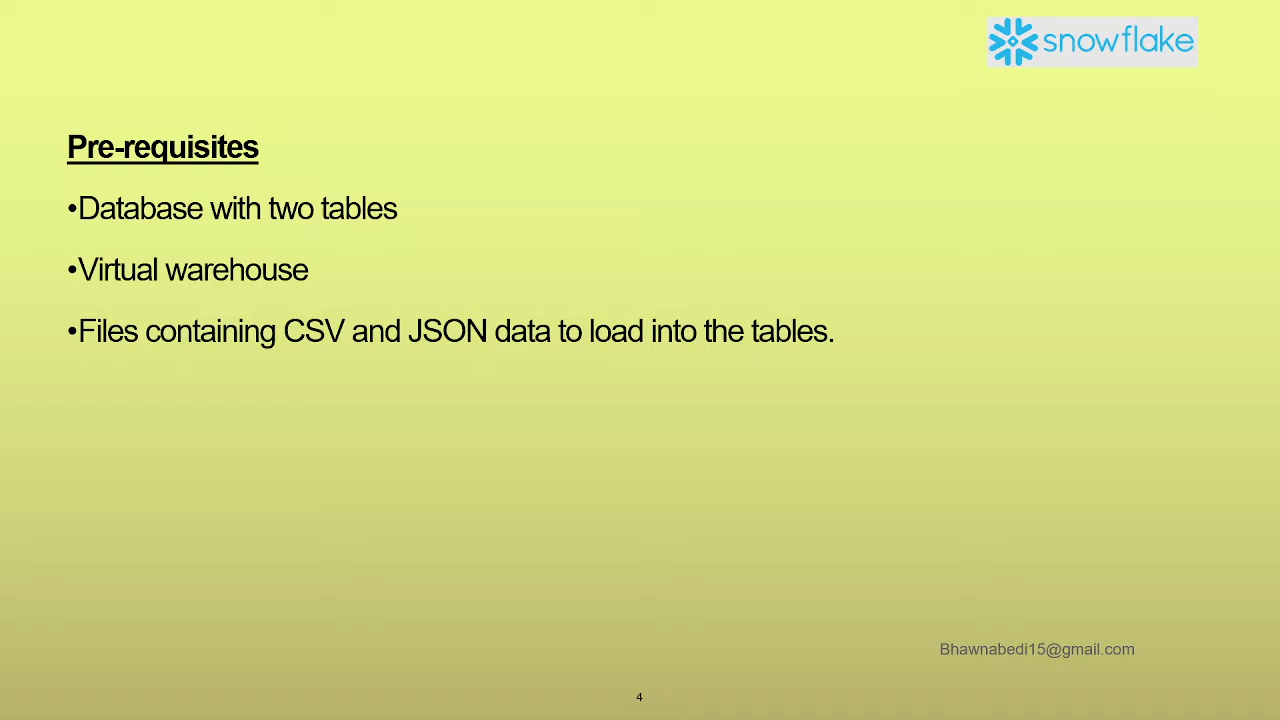 snowflake
Pre-requisites
•Database with two tables
•Virtual warehouse
•Files containing CSV and JSON data to load into the tables.
Bhawnabedi15@gmail.com
4